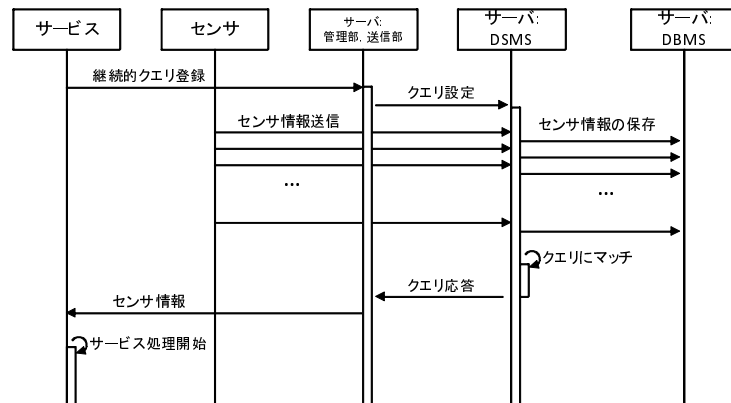 サービス
センサ
サーバ:
管理部, 送信部
サーバ:
DSMS
サーバ:
DBMS
継続的クエリ登録
クエリ設定
センサ情報送信
センサ情報の保存
…
…
クエリにマッチ
クエリ応答
センサ情報
サービス処理開始